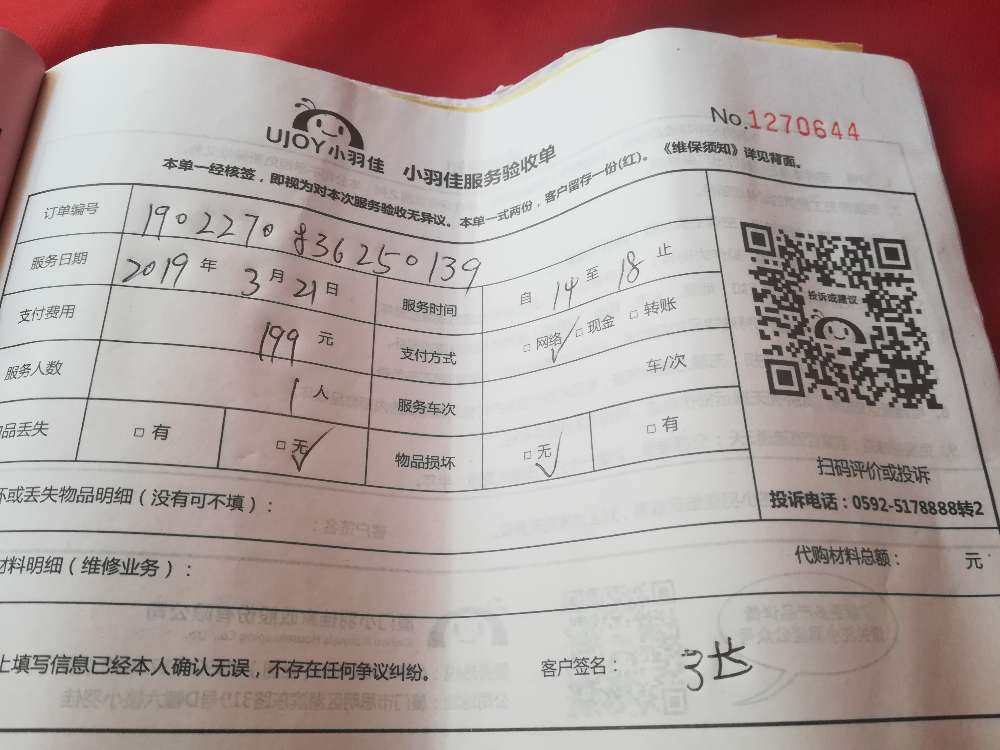 No.1270644
UJOY小羽佳 小羽佳服务验收单
本单一经核签，即视为对本次服务验收无异议。本单一式两份，客户留存一份(红)。《维保须知》详见背面。
订单编号 1902270836250139
服务日期 2019年3月21日 服务时间 自14至18止
支付费用 199元 支付方式 □网络 □现金 □转账
服务人数 1人 服务车次 车/次
品丢失 □有 □无 物品损坏 □无 □有
投诉或建议
扫码评价或投诉
投诉电话：0592-5178888转2
坏或丢失物品明细（没有可不填）：
材料明细（维修业务）： 代购材料总额： 元
上填写信息已经本人确认无误，不存在任何争议纠纷。 客户签名：